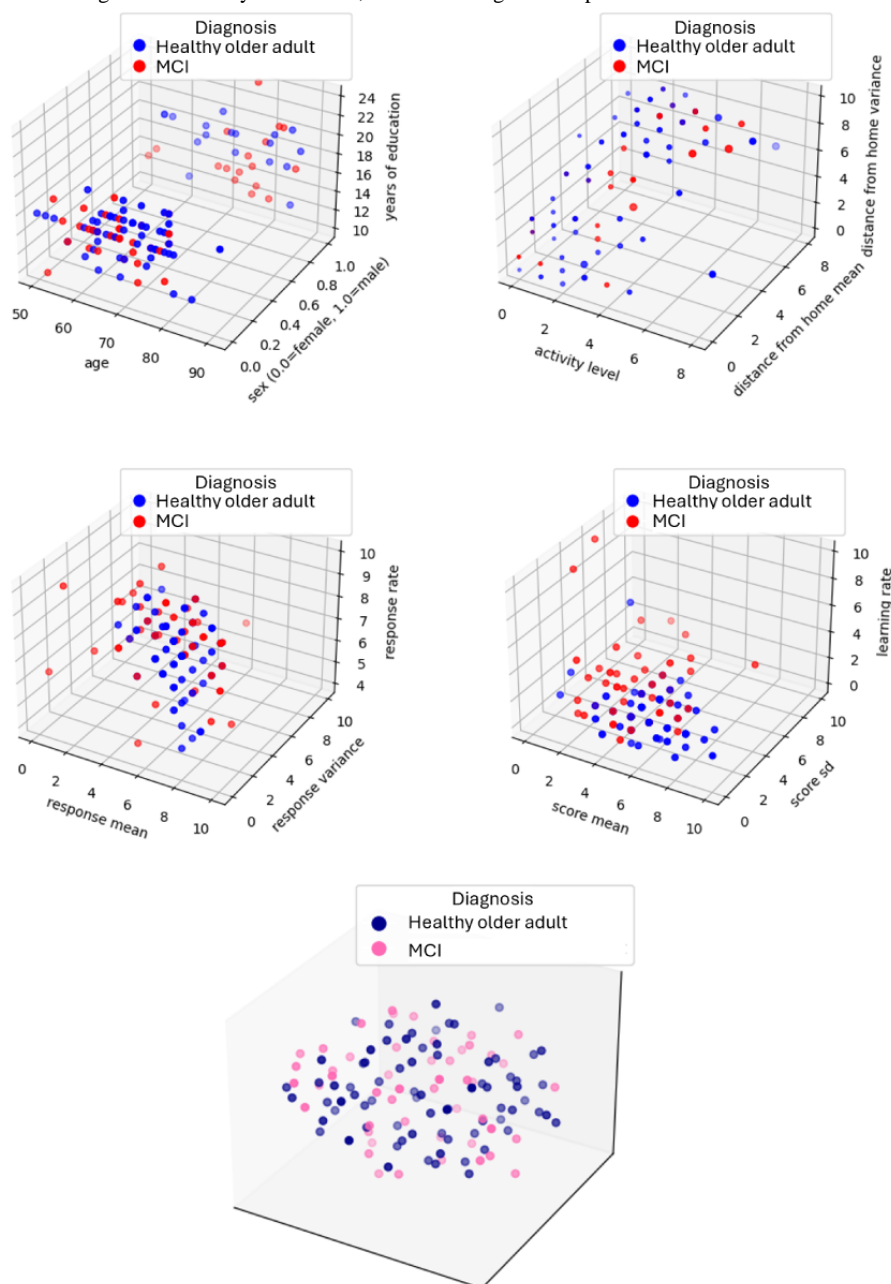 Diagnosis
Healthy older adult
MCI
24
22
20
18
16
14
12
10
years of education
1.0
0.8
0.6
0.4
0.2
0.0
sex (0.0=female, 1.0=male)
50
60
70
80
90
age
Diagnosis
Healthy older adult
MCI
10
8
6
4
2
0
distance from home variance
8
6
4
2
0
distance from home mean
0
2
4
6
8
activity level
Diagnosis
Healthy older adult
MCI
10
9
8
7
6
5
4
response rate
10
8
6
4
2
0
response variance
0
2
4
6
8
10
response mean
Diagnosis
Healthy older adult
MCI
10
8
6
4
2
0
learning rate
10
8
6
4
2
0
score sd
0
2
4
6
8
10
score mean
Diagnosis
Healthy older adult
MCI